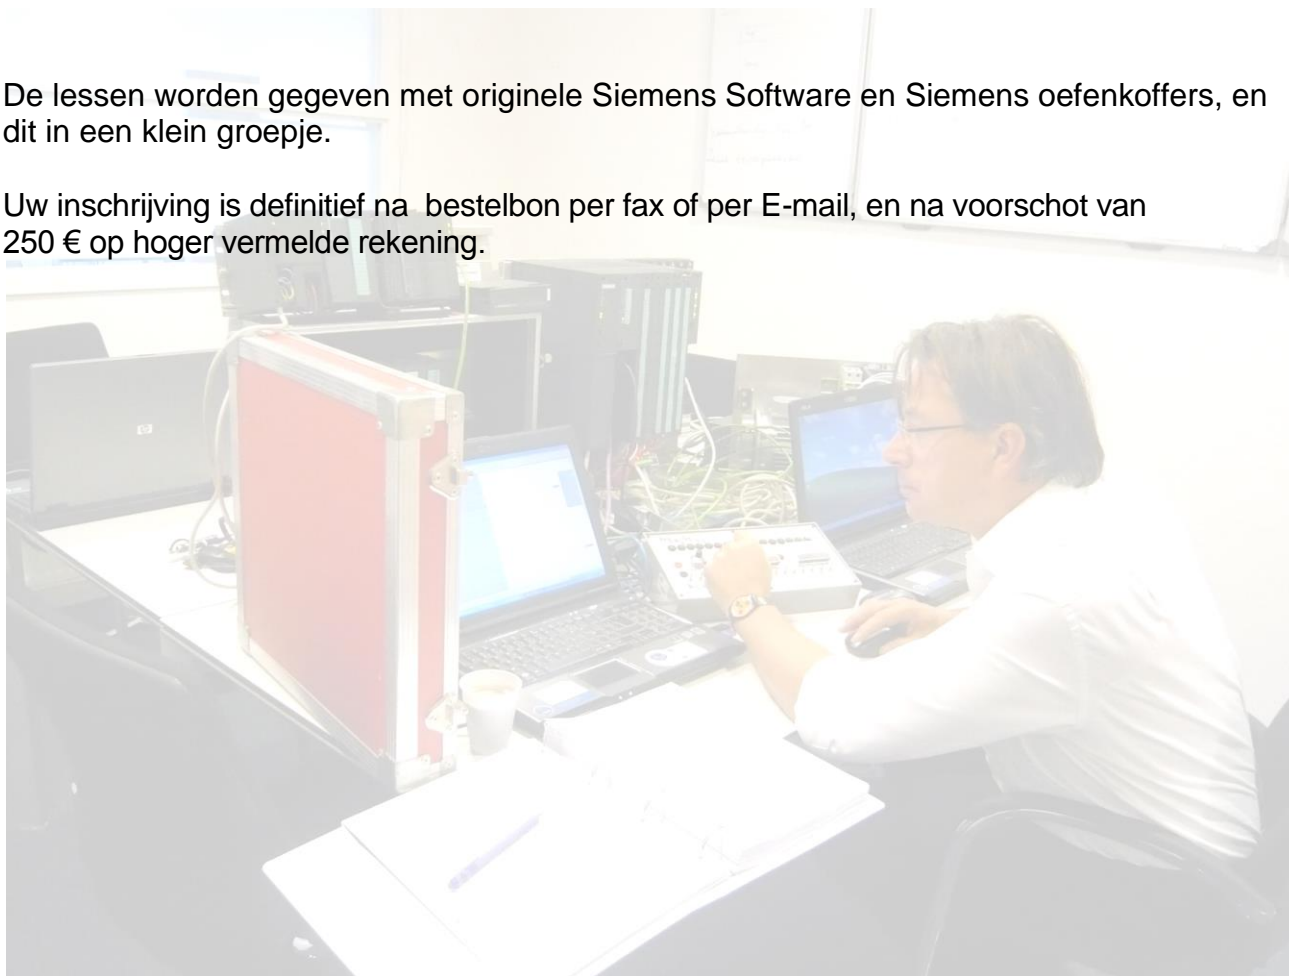 De lessen worden gegeven met originele Siemens Software en Siemens oefenkoffers, en
dit in een klein groepje.
Uw inschrijving is definitief na  bestelbon per fax of per E-mail, en na voorschot van
250 € op hoger vermelde rekening.